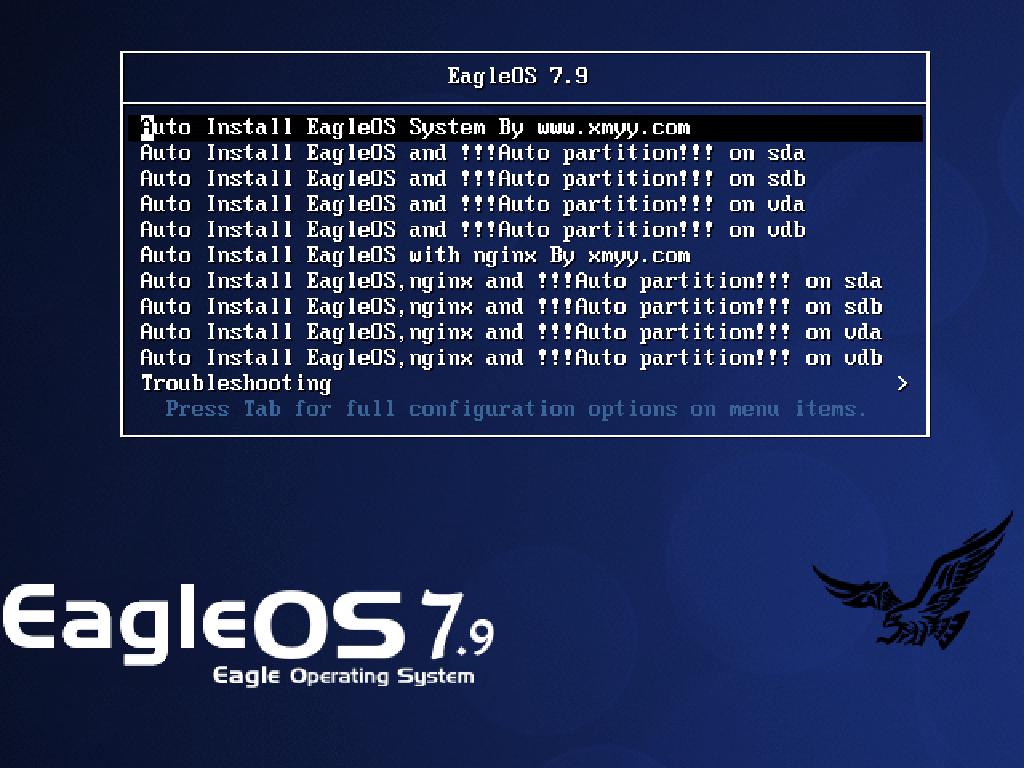 EagleOS 7.9
Auto Install EagleOS System By www.xmyy.com
Auto Install EagleOS and !!!Auto partition!!! on sda
Auto Install EagleOS and !!!Auto partition!!! on sdb
Auto Install EagleOS and !!!Auto partition!!! on vda
Auto Install EagleOS and !!!Auto partition!!! on vdb
Auto Install EagleOS with nginx By xmyy.com
Auto Install EagleOS,nginx and !!!Auto partition!!! on sda
Auto Install EagleOS,nginx and !!!Auto partition!!! on sdb
Auto Install EagleOS,nginx and !!!Auto partition!!! on vda
Auto Install EagleOS,nginx and !!!Auto partition!!! on vdb
Troubleshooting >
Press Tab for full configuration options on menu items.
EagleOS 7.9
Eagle Operating System